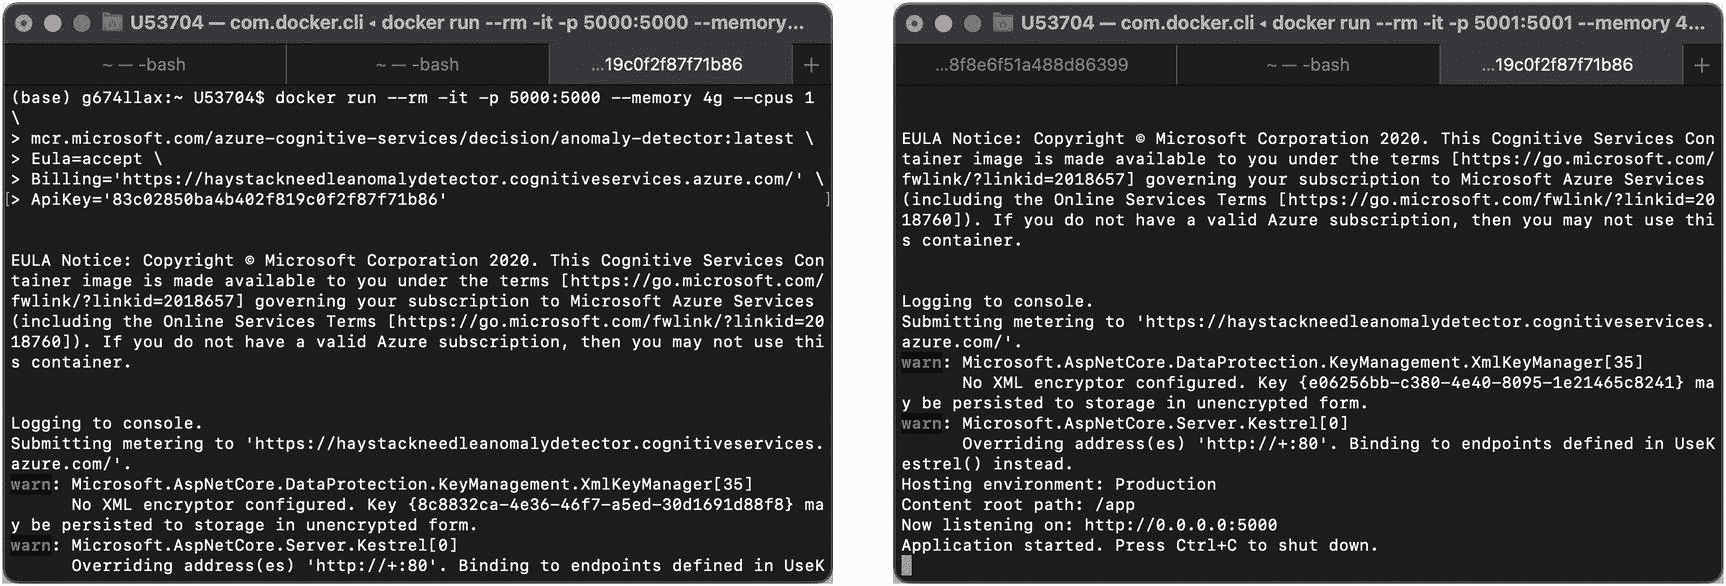 U53704 — com.docker.cli ◂ docker run --rm -it -p 5000:5000 --memory...
~ — -bash
~ — -bash
...19c0f2f87f71b86
+
(base) g674llax:~ U53704$ docker run --rm -it -p 5000:5000 --memory 4g --cpus 1
\
> mcr.microsoft.com/azure-cognitive-services/decision/anomaly-detector:latest \
> Eula=accept \
> Billing='https://haystackneedleanomalydetector.cognitiveservices.azure.com/' \
[> ApiKey='83c02850ba4b402f819c0f2f87f71b86' ]
EULA Notice: Copyright © Microsoft Corporation 2020. This Cognitive Services Con
tainer image is made available to you under the terms [https://go.microsoft.com/
fwlink/?linkid=2018657] governing your subscription to Microsoft Azure Services
(including the Online Services Terms [https://go.microsoft.com/fwlink/?linkid=20
18760]). If you do not have a valid Azure subscription, then you may not use thi
s container.
Logging to console.
Submitting metering to 'https://haystackneedleanomalydetector.cognitiveservices.
azure.com/'.
warn: Microsoft.AspNetCore.DataProtection.KeyManagement.XmlKeyManager[35]
No XML encryptor configured. Key {8c8832ca-4e36-46f7-a5ed-30d1691d88f8} ma
y be persisted to storage in unencrypted form.
warn: Microsoft.AspNetCore.Server.Kestrel[0]
Overriding address(es) 'http://+:80'. Binding to endpoints defined in UseK
U53704 — com.docker.cli ◂ docker run --rm -it -p 5001:5001 --memory 4...
...8f8e6f51a488d86399
~ — -bash
...19c0f2f87f71b86
+
EULA Notice: Copyright © Microsoft Corporation 2020. This Cognitive Services Con
tainer image is made available to you under the terms [https://go.microsoft.com/
fwlink/?linkid=2018657] governing your subscription to Microsoft Azure Services
(including the Online Services Terms [https://go.microsoft.com/fwlink/?linkid=20
18760]). If you do not have a valid Azure subscription, then you may not use thi
s container.
Logging to console.
Submitting metering to 'https://haystackneedleanomalydetector.cognitiveservices.
azure.com/'.
warn: Microsoft.AspNetCore.DataProtection.KeyManagement.XmlKeyManager[35]
No XML encryptor configured. Key {e06256bb-c380-4e40-8095-1e21465c8241} ma
y be persisted to storage in unencrypted form.
warn: Microsoft.AspNetCore.Server.Kestrel[0]
Overriding address(es) 'http://+:80'. Binding to endpoints defined in UseK
estrel() instead.
Hosting environment: Production
Content root path: /app
Now listening on: http://0.0.0.0:5000
Application started. Press Ctrl+C to shut down.